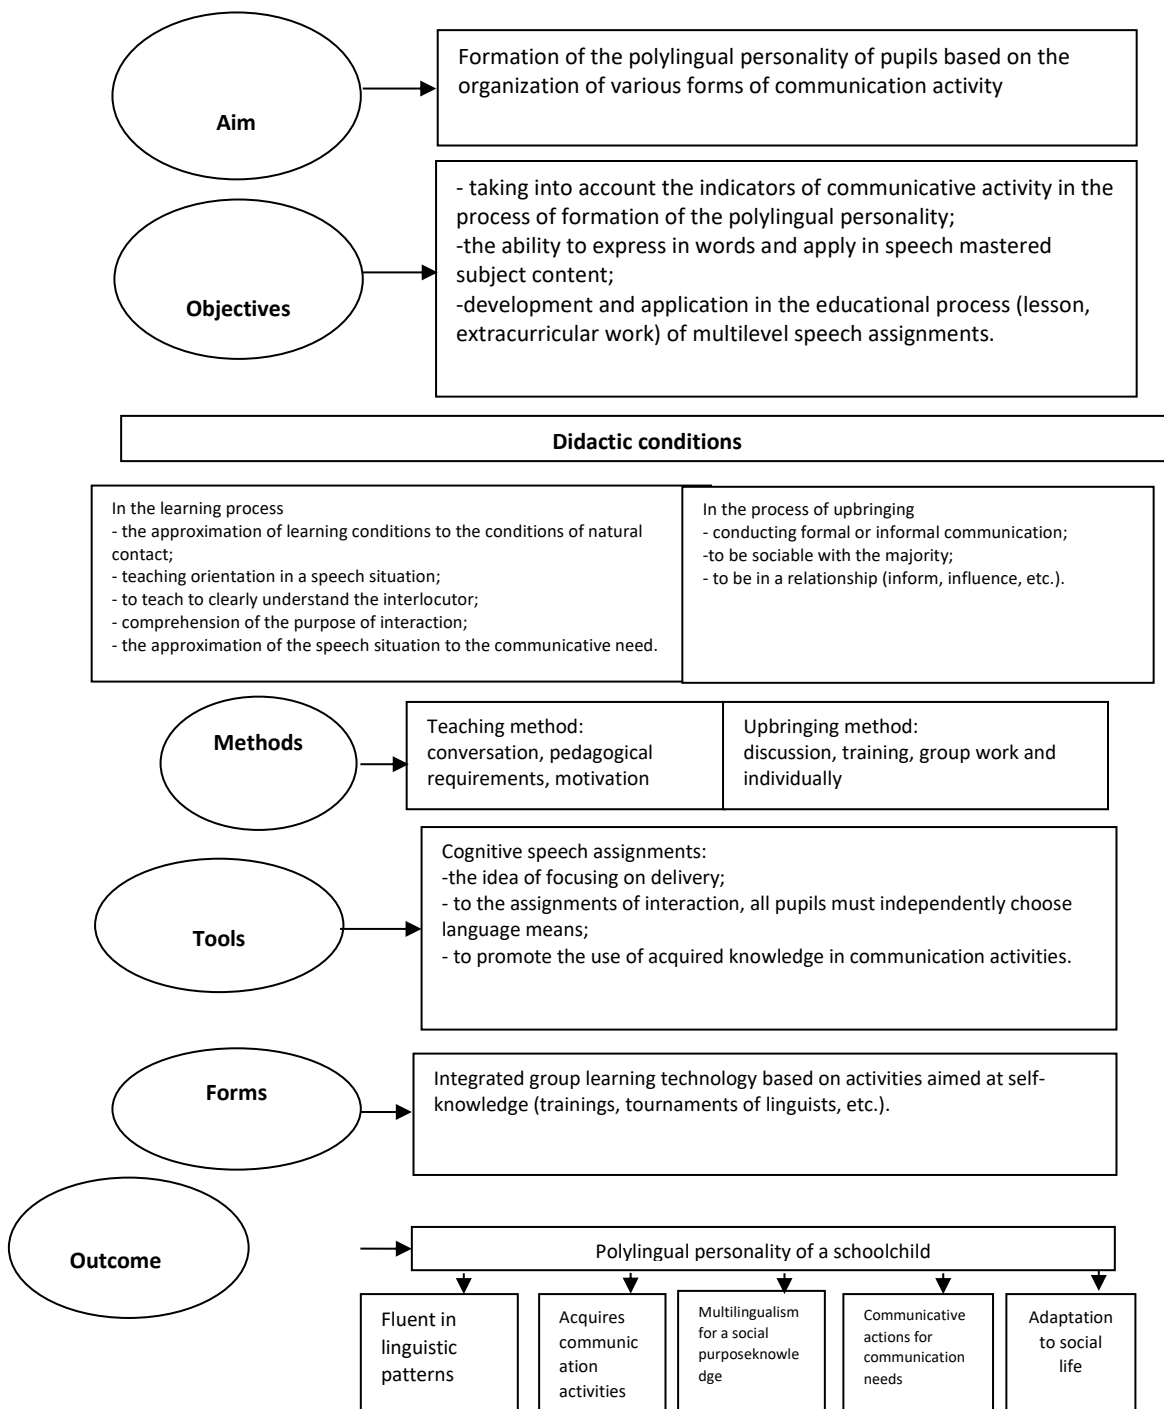 Aim
Formation of the polylingual personality of pupils based on the
organization of various forms of communication activity
Objectives
- taking into account the indicators of communicative activity in the
process of formation of the polylingual personality;
-the ability to express in words and apply in speech mastered
subject content;
-development and application in the educational process (lesson,
extracurricular work) of multilevel speech assignments.
Didactic conditions
In the learning process
- the approximation of learning conditions to the conditions of natural
contact;
- teaching orientation in a speech situation;
- to teach to clearly understand the interlocutor;
- comprehension of the purpose of interaction;
- the approximation of the speech situation to the communicative need.
In the process of upbringing
- conducting formal or informal communication;
-to be sociable with the majority;
- to be in a relationship (inform, influence, etc.).
Methods
Teaching method:
conversation, pedagogical
requirements, motivation
Upbringing method:
discussion, training, group work and
individually
Tools
Cognitive speech assignments:
-the idea of focusing on delivery;
- to the assignments of interaction, all pupils must independently choose
language means;
- to promote the use of acquired knowledge in communication activities.
Forms
Integrated group learning technology based on activities aimed at self-
knowledge (trainings, tournaments of linguists, etc.).
Outcome
Polylingual personality of a schoolchild
Fluent in
linguistic
patterns
Acquires
communic
ation
activities
Multilingualism
for a social
purposeknowle
dge
Communicative
actions for
communication
needs
Adaptation
to social
life